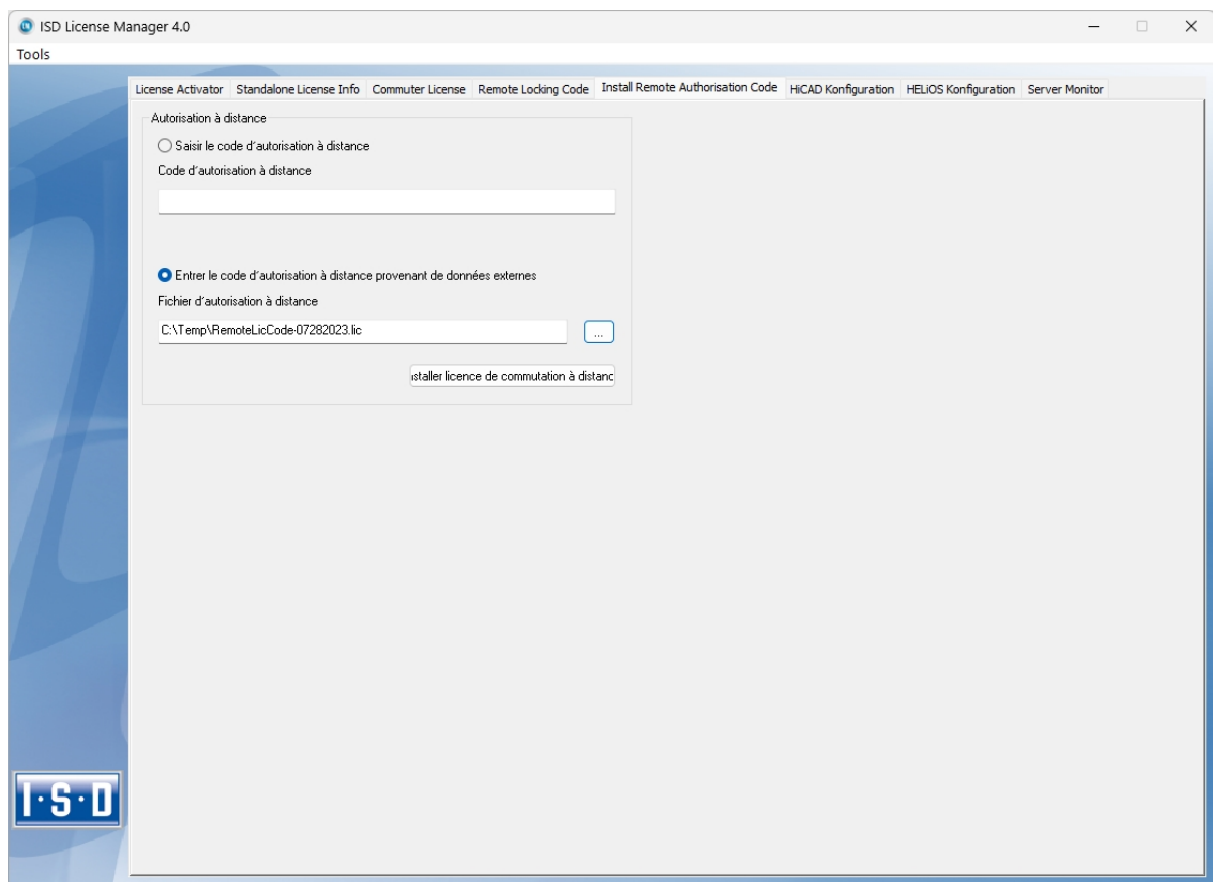 ISD License Manager 4.0
Tools
License Activator Standalone License Info Commuter License Remote Locking Code Install Remote Authorisation Code HiCAD Konfiguration HELiOS Konfiguration Server Monitor
Autorisation à distance
Saisir le code d´autorisation à distance
Code d´autorisation à distance
Entrer le code d´autorisation à distance provenant de données externes
Fichier d´autorisation à distance
C:\Temp\RemoteLicCode-07282023.lic
...
staller licence de commutation à distanc
I·S·D